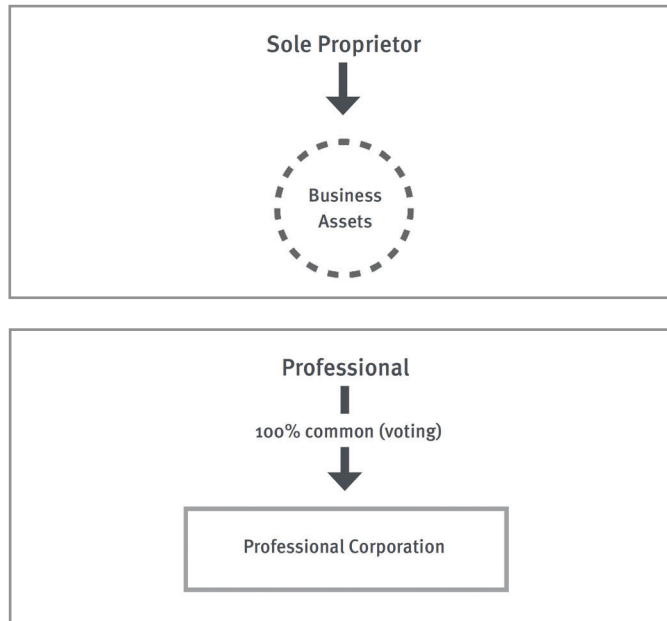 Sole Proprietor
Business
Assets
Professional
100% common (voting)
Professional Corporation